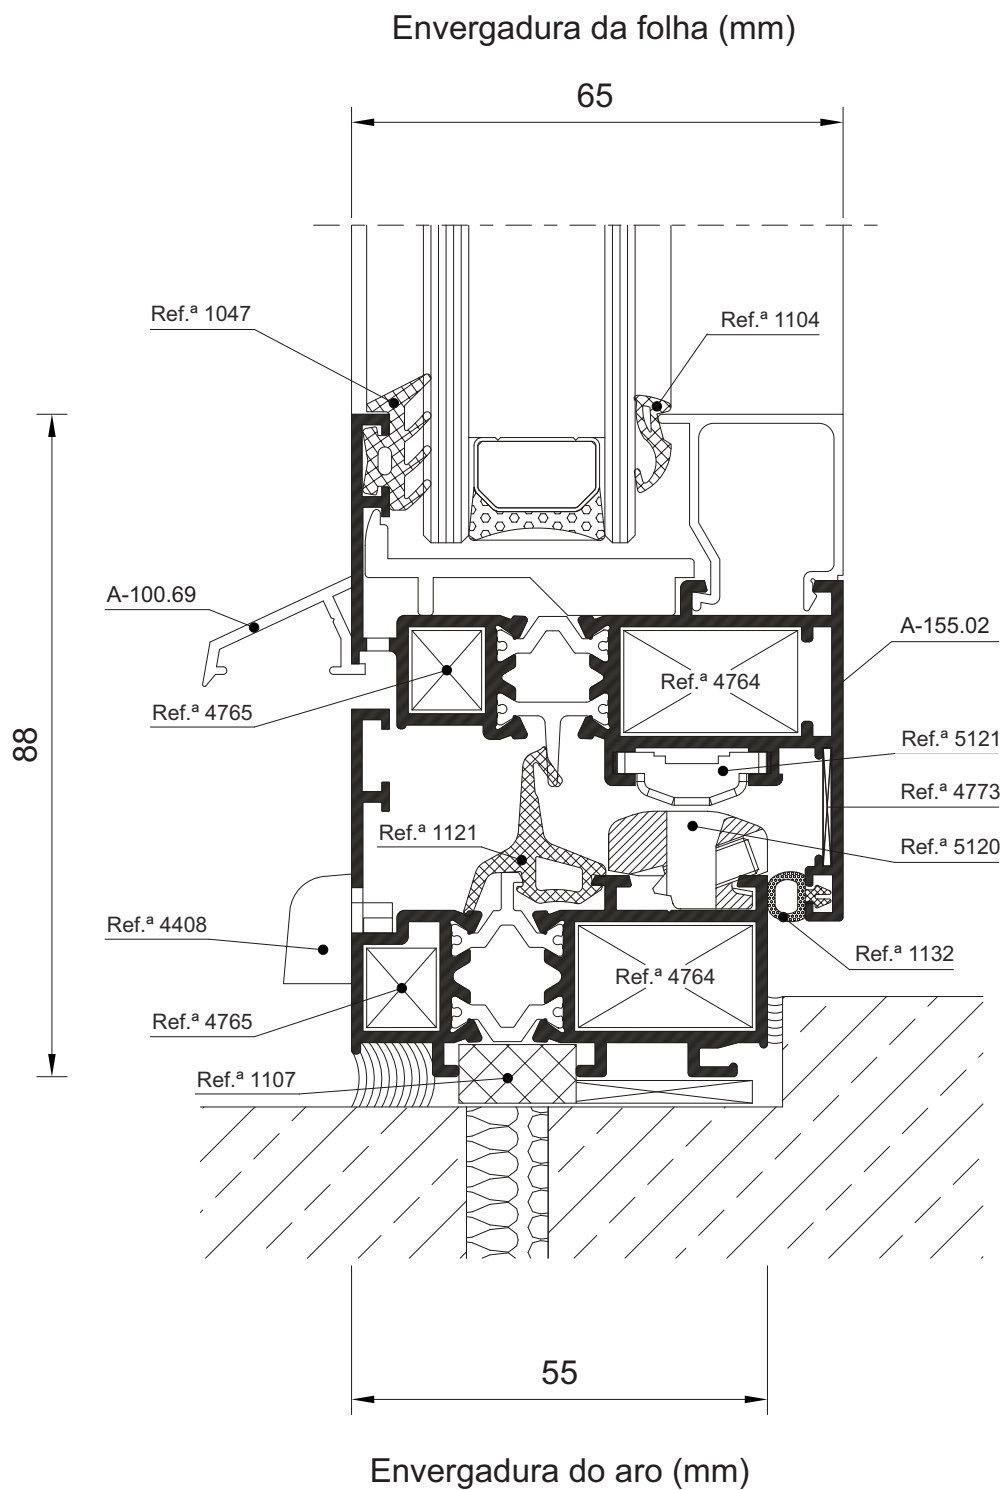 Envergadura da folha (mm)
65
Ref.ª 1047
Ref.ª 1104
A-100.69
A-155.02
Ref.ª 4764
Ref.ª 4765
Ref.ª 5121
88
Ref.ª 4773
Ref.ª 1121
Ref.ª 5120
Ref.ª 4408
Ref.ª 1132
Ref.ª 4764
Ref.ª 4765
Ref.ª 1107
55
Envergadura do aro (mm)